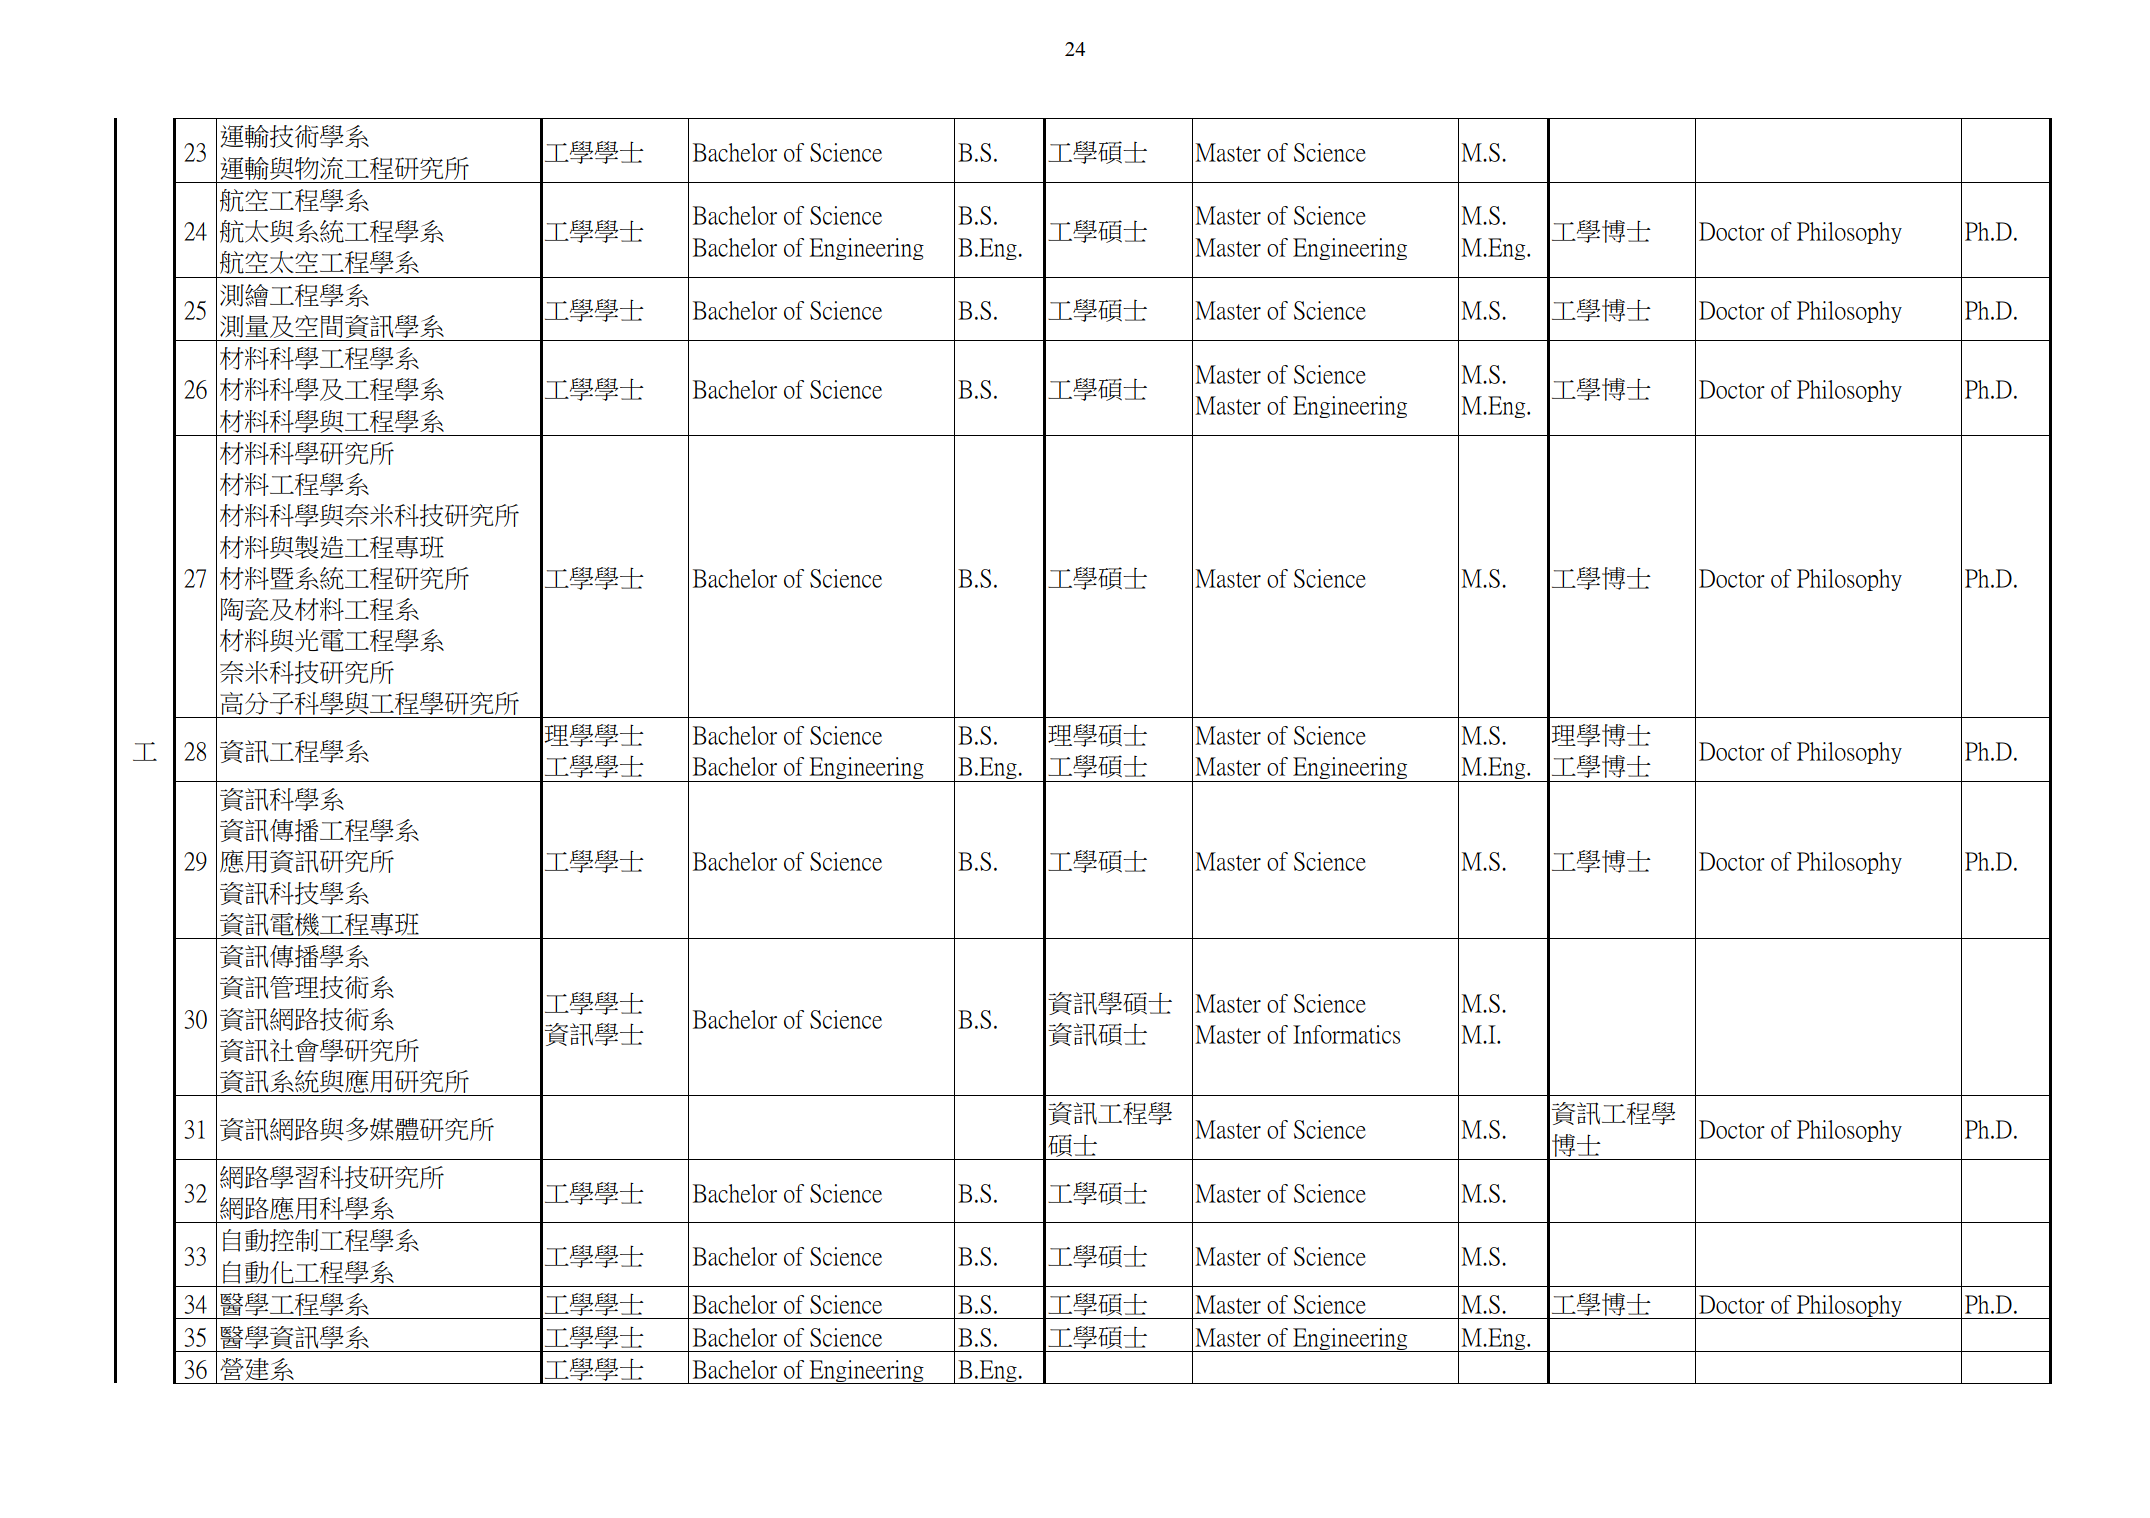 24
23 運輸技術學系 工學學士 Bachelor of Science B.S. 工學碩士 Master of Science M.S.
運輸與物流工程研究所
24 航空工程學系 工學學士 Bachelor of Science B.S. 工學碩士 Master of Science M.S. 工學博士 Doctor of Philosophy Ph.D.
航太與系統工程學系 Bachelor of Engineering B.Eng. Master of Engineering M.Eng.
航空太空工程學系
25 測繪工程學系 工學學士 Bachelor of Science B.S. 工學碩士 Master of Science M.S. 工學博士 Doctor of Philosophy Ph.D.
測量及空間資訊學系
26 材料科學工程學系 工學學士 Bachelor of Science B.S. 工學碩士 Master of Science M.S. 工學博士 Doctor of Philosophy Ph.D.
材料科學及工程學系 Master of Engineering M.Eng.
材料科學與工程學系
27 材料科學研究所 工學學士 Bachelor of Science B.S. 工學碩士 Master of Science M.S. 工學博士 Doctor of Philosophy Ph.D.
材料工程學系
材料科學與奈米科技研究所
材料與製造工程專班
材料暨系統工程研究所
陶瓷及材料工程系
材料與光電工程學系
奈米科技研究所
高分子科學與工程學研究所
工 28 資訊工程學系 理學學士 Bachelor of Science B.S. 理學碩士 Master of Science M.S. 理學博士 Doctor of Philosophy Ph.D.
工學學士 Bachelor of Engineering B.Eng. 工學碩士 Master of Engineering M.Eng. 工學博士
29 資訊科學系 工學學士 Bachelor of Science B.S. 工學碩士 Master of Science M.S. 工學博士 Doctor of Philosophy Ph.D.
資訊傳播工程學系
應用資訊研究所
資訊科技學系
資訊電機工程專班
30 資訊傳播學系 工學學士 Bachelor of Science B.S. 資訊學碩士 Master of Science M.S.
資訊管理技術系 資訊學士 資訊碩士 Master of Informatics M.I.
資訊網路技術系
資訊社會學研究所
資訊系統與應用研究所
31 資訊網路與多媒體研究所 資訊工程學 Master of Science M.S. 資訊工程學 Doctor of Philosophy Ph.D.
碩士 博士
32 網路學習科技研究所 工學學士 Bachelor of Science B.S. 工學碩士 Master of Science M.S.
網路應用科學系
33 自動控制工程學系 工學學士 Bachelor of Science B.S. 工學碩士 Master of Science M.S.
自動化工程學系
34 醫學工程學系 工學學士 Bachelor of Science B.S. 工學碩士 Master of Science M.S. 工學博士 Doctor of Philosophy Ph.D.
35 醫學資訊學系 工學學士 Bachelor of Science B.S. 工學碩士 Master of Engineering M.Eng.
36 營建系 工學學士 Bachelor of Engineering B.Eng.